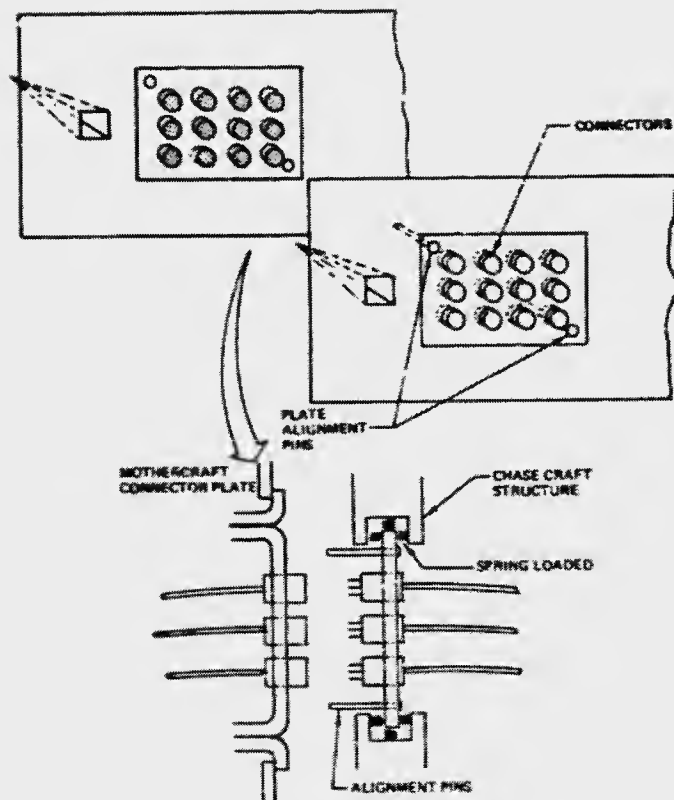 CONNECTORS
PLATE
ALIGNMENT
PINS
MOTHERCRAFT
CONNECTOR PLATE
CHASE CRAFT
STRUCTURE
SPRING LOADED
ALIGNMENT PINS